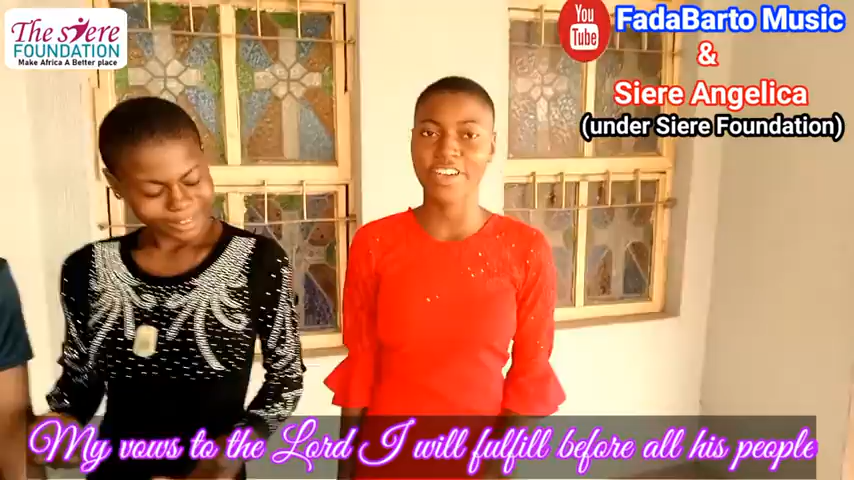 The siere
FOUNDATION
Make Africa A Better place
You
Tube
FadaBarto Music
&
Siere Angelica
(under Siere Foundation)
My vows to the Lord I will fulfill before all his people